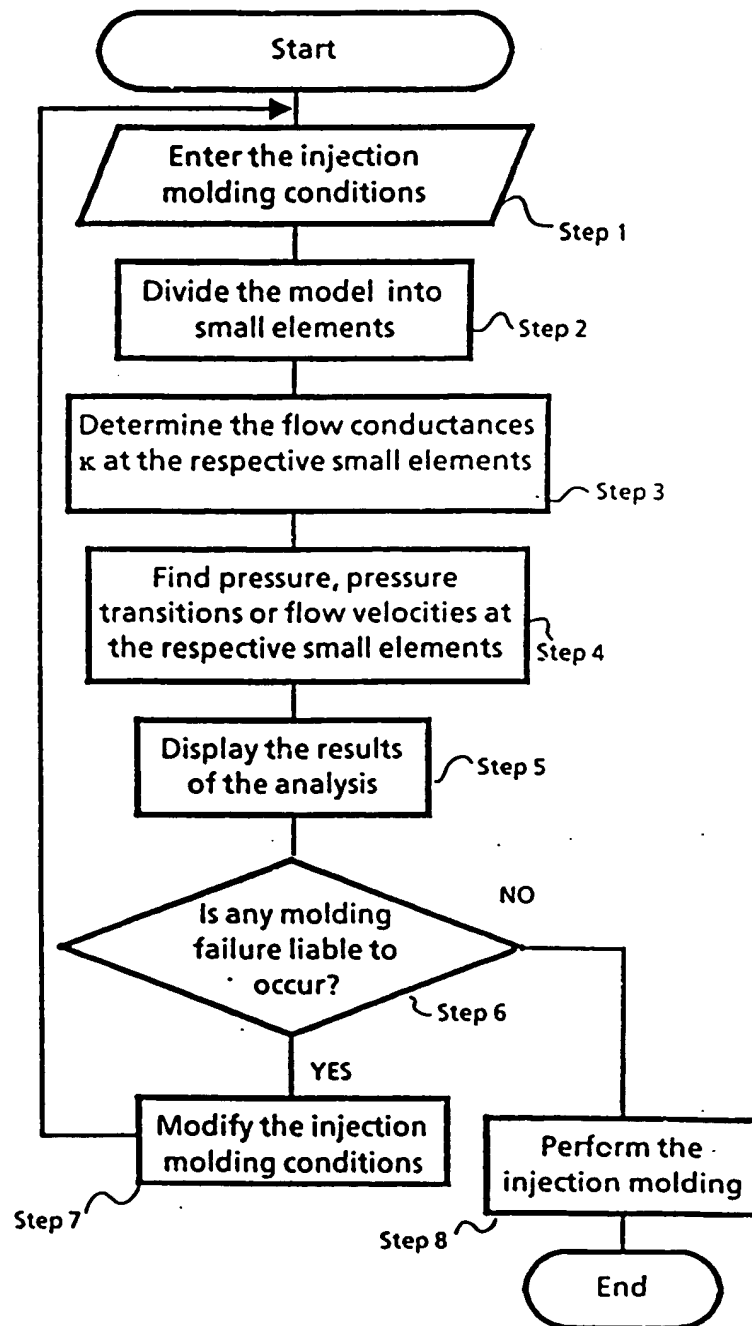 Start
Enter the injection
molding conditions
Step 1
Divide the model into
small elements
Step 2
Determine the flow conductances
κ at the respective small elements
Step 3
Find pressure, pressure
transitions or flow velocities at
the respective small elements
Step 4
Display the results
of the analysis
Step 5
Is any molding
failure liable to
occur?
NO
Step 6
YES
Modify the injection
molding conditions
Step 7
Perform the
injection molding
Step 8
End